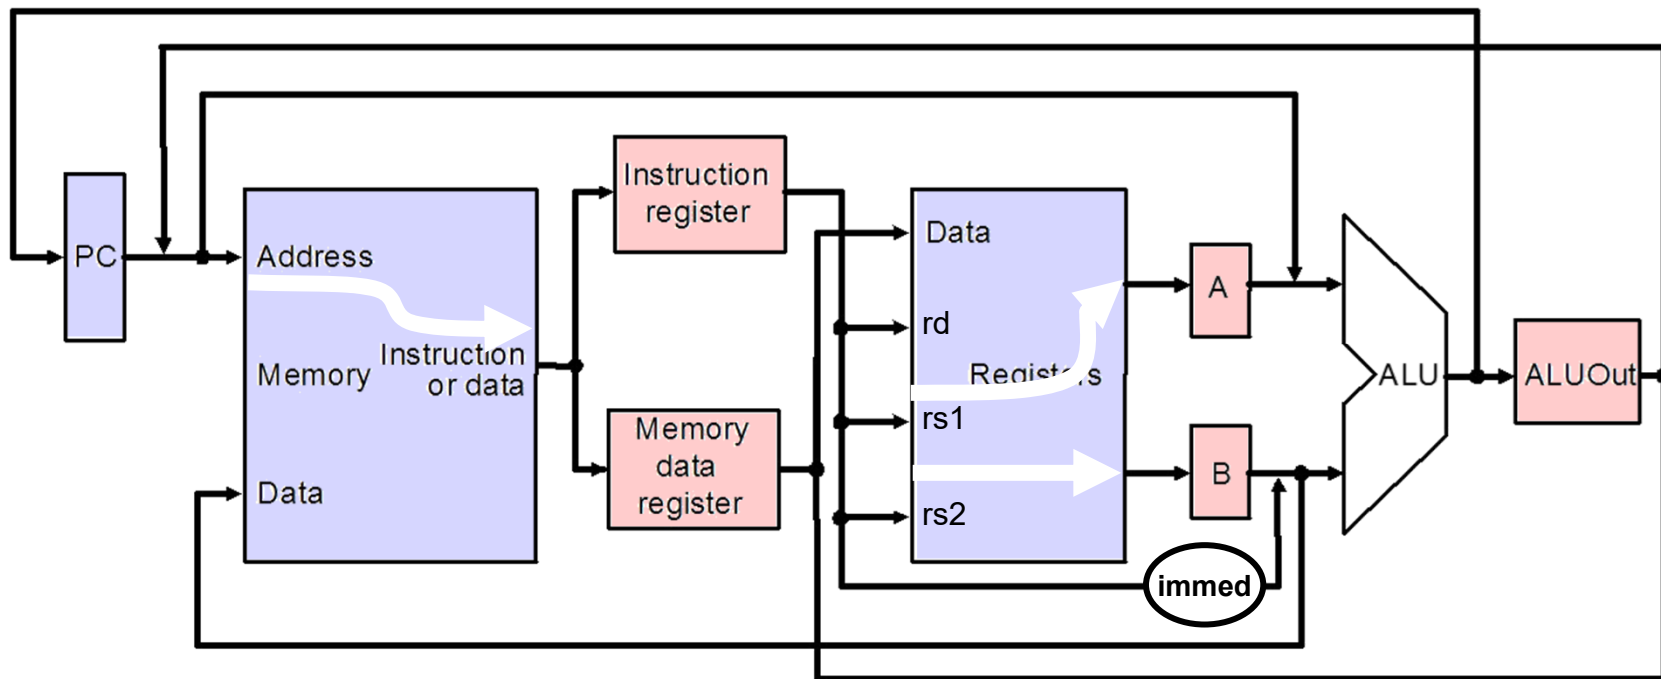 PC
Address
Memory
Instruction
or data
Data
Instruction
register
Memory
data
register
Data
rd
Registers
rs1
rs2
A
B
immed
ALU
ALUOut